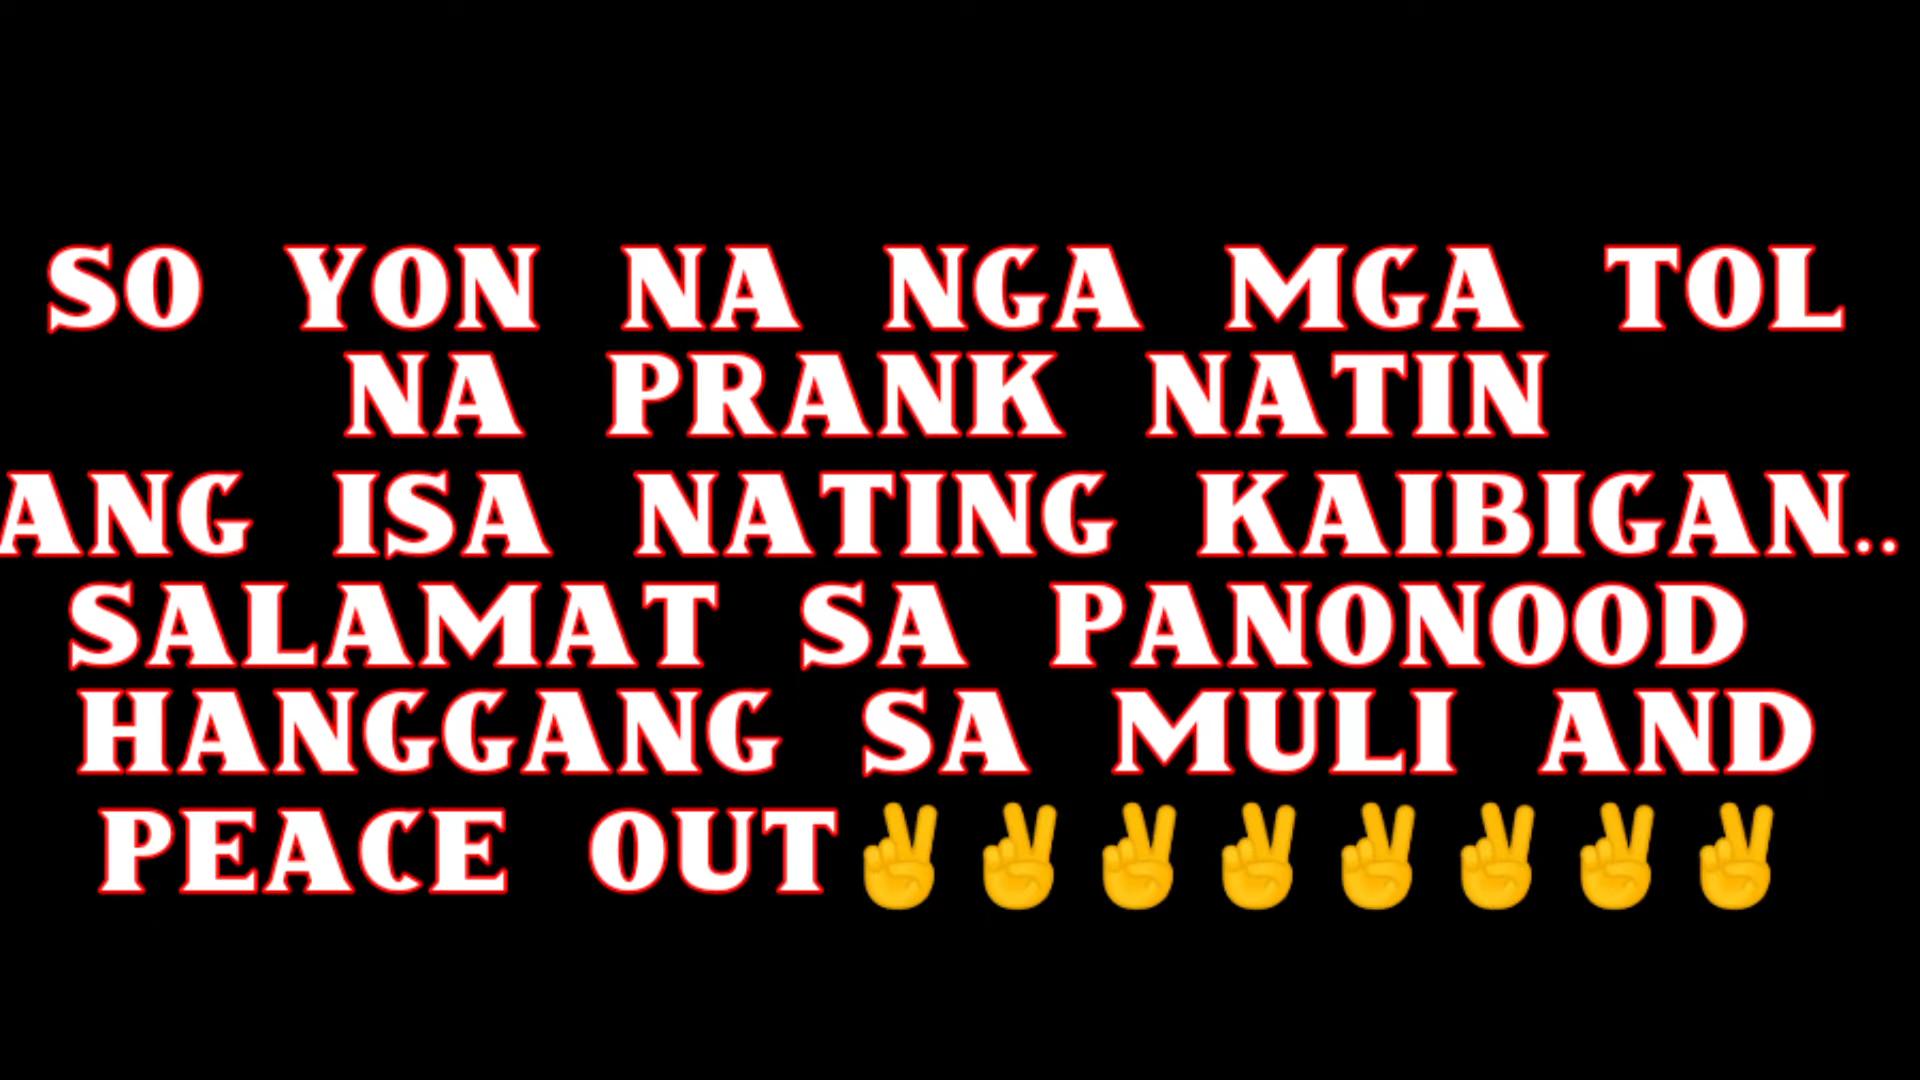 SO YON NA NGA MGA TOL
NA PRANK NATIN
ANG ISA NATING KAIBIGAN..
SALAMAT SA PANONOOD
HANGGANG SA MULI AND
PEACE OUT✌✌✌✌✌✌✌✌